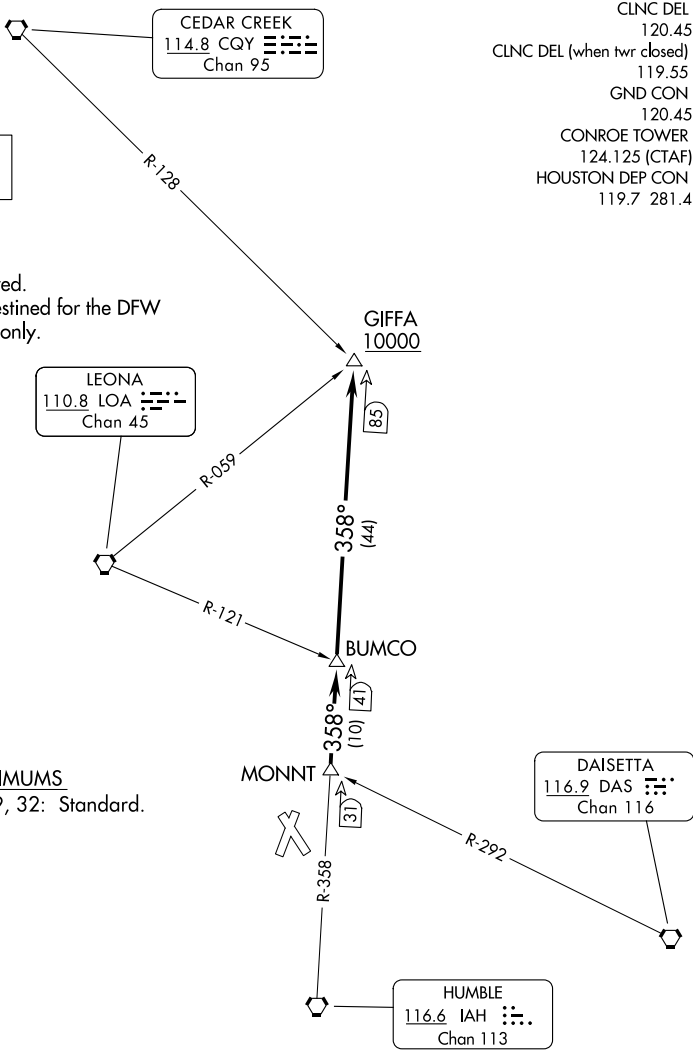 CEDAR CREEK
114.8 CQY
Chan 95
CLNC DEL
120.45
CLNC DEL (when twr closed)
119.55
GND CON
120.45
CONROE TOWER
124.125 (CTAF)
HOUSTON DEP CON
119.7 281.4
R-128
ed.
estined for the DFW
only.
GIFFA
10000
LEONA
110.8 LOA
Chan 45
85
R-059
358°
(44)
R-121
BUMCO
41
358°
(10)
IMUMS
9, 32: Standard.
MONNT
31
DAISETTA
116.9 DAS
Chan 116
R-292
R-358
HUMBLE
116.6 IAH
Chan 113